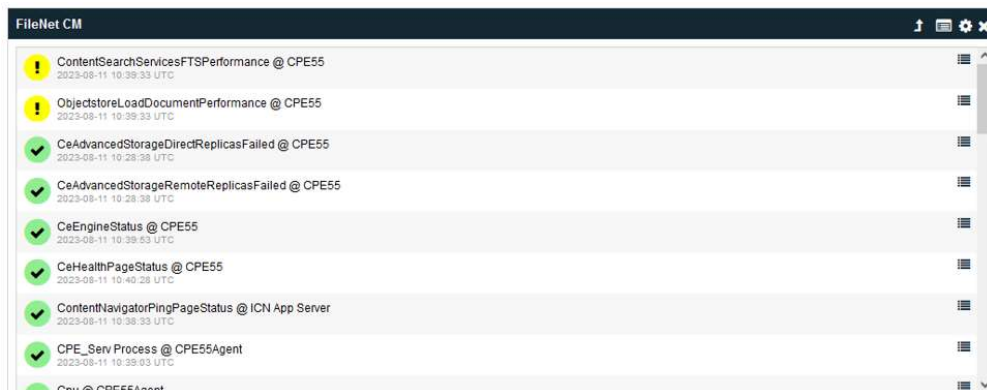 FileNet CM
ContentSearchServicesFTSPerformance @ CPE55
2023-08-11 10:39:33 UTC
ObjectstoreLoadDocumentPerformance @ CPE55
2023-08-11 10:39:33 UTC
CeAdvancedStorageDirectReplicasFailed @ CPE55
2023-08-11 10:28:38 UTC
CeAdvancedStorageRemoteReplicasFailed @ CPE55
2023-08-11 10:28:38 UTC
CeEngineStatus @ CPE55
2023-08-11 10:39:53 UTC
CeHealthPageStatus @ CPE55
2023-08-11 10:40:28 UTC
ContentNavigatorPingPageStatus @ ICN App Server
2023-08-11 10:38:33 UTC
CPE_Serv Process @ CPE55Agent
2023-08-11 10:39:03 UTC
Cpu @ CPE55Agent